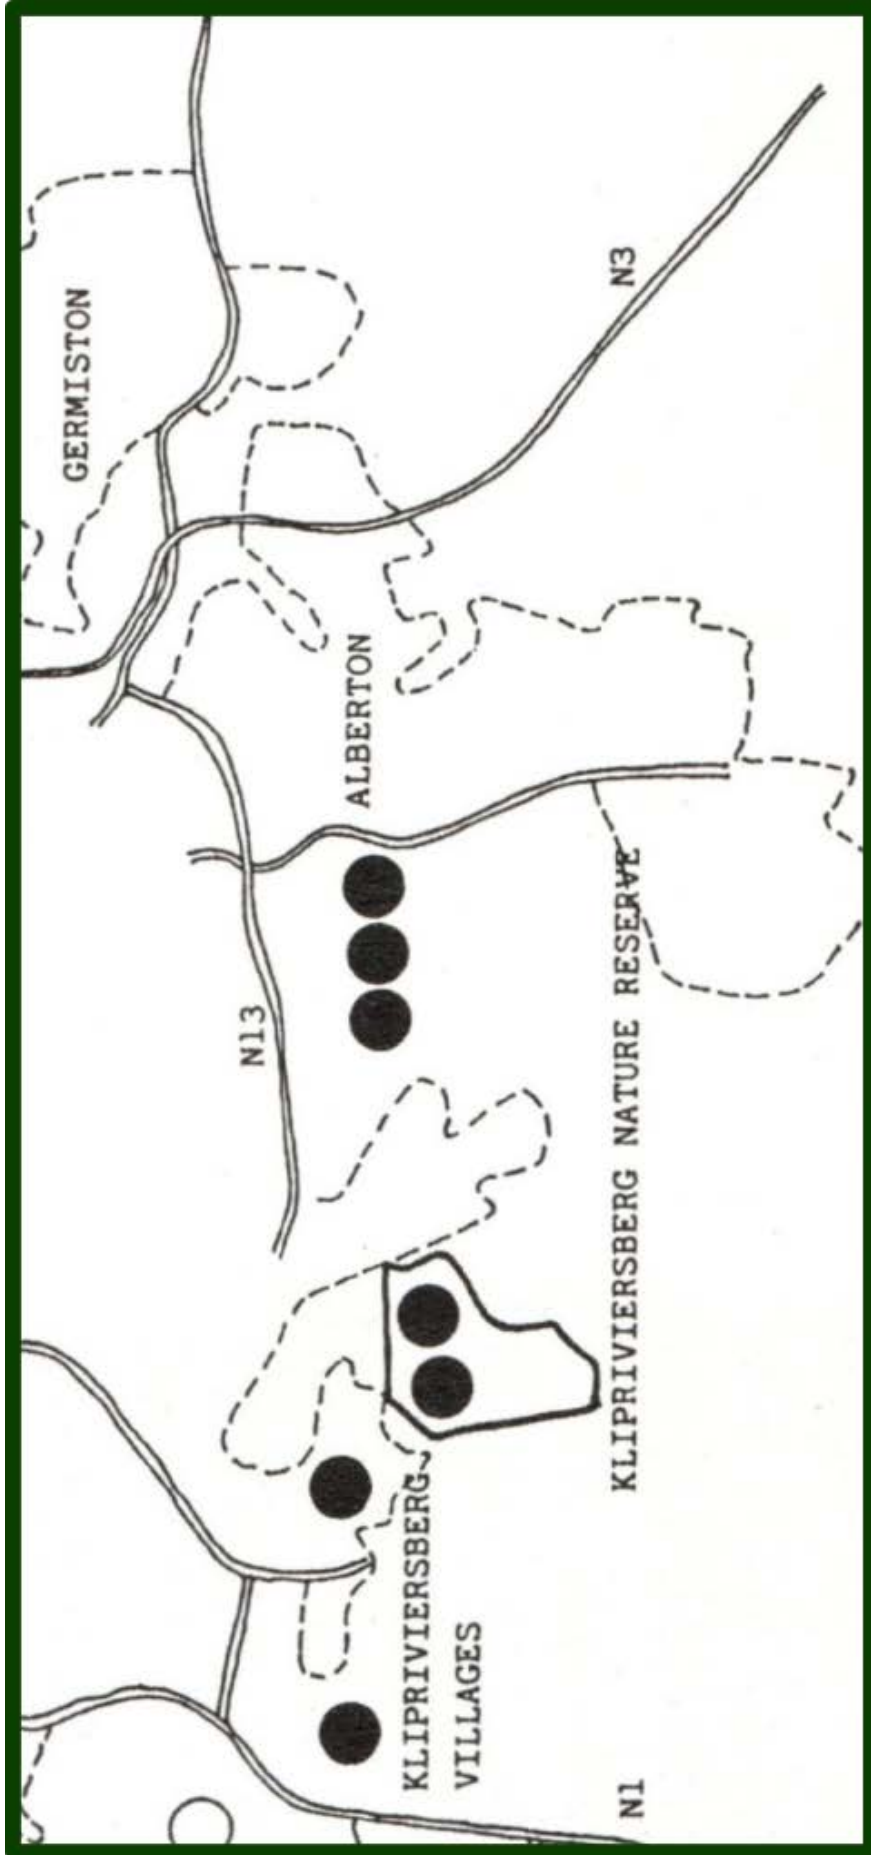 GERMISTON
N3
ALBERTON
N13
KLIPRIVIERSBERG NATURE RESERVE
KLIPRIVIERSBERG
VILLAGES
N1